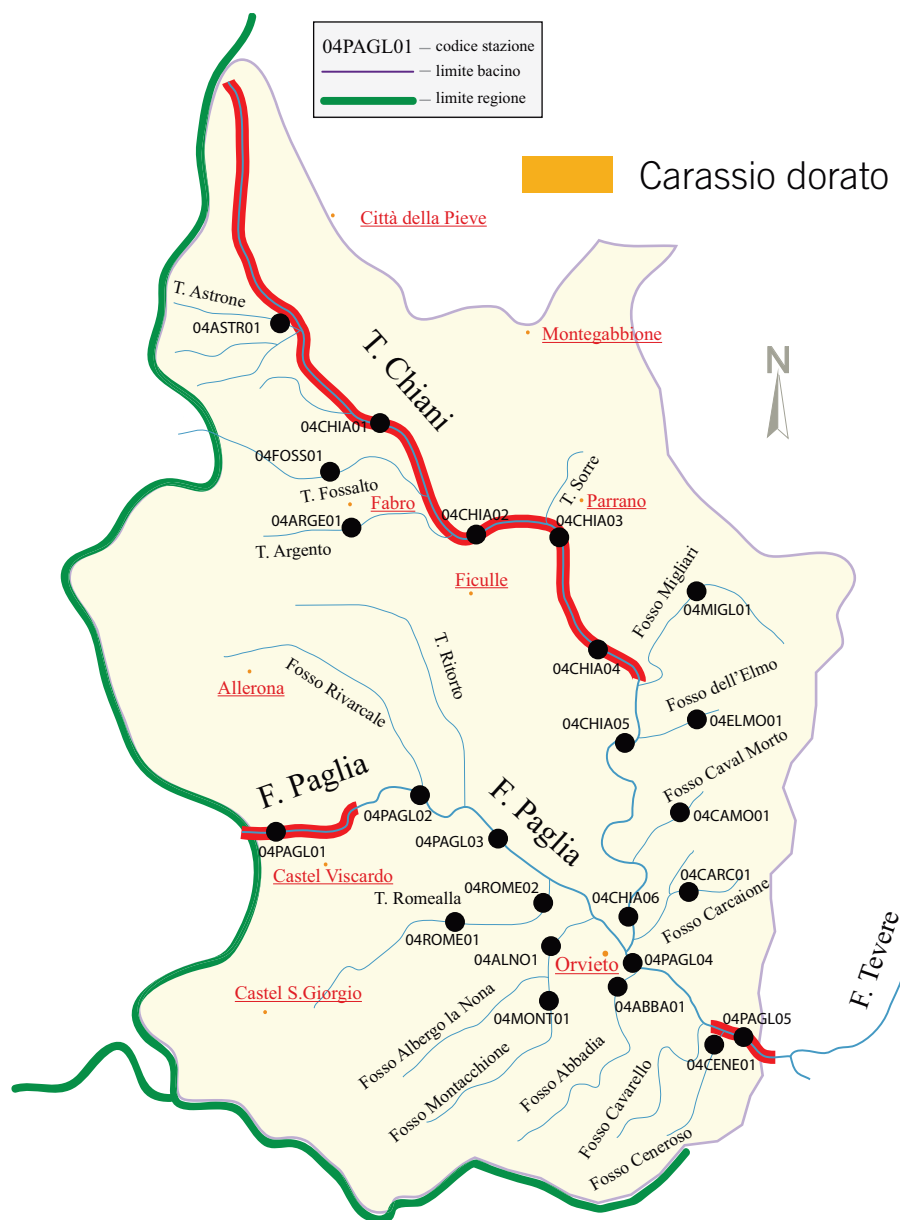 04PAGL01 – codice stazione
– limite bacino
– limite regione
Carassio dorato
Città della Pieve
T. Astrone
04ASTR01
Montegabbione
N
T. Chiani
04CHIA01
04FOSS01
T. Fossalto
Fabro
04CHIA02
T. Sorre
Parrano
04CHIA03
04ARGE01
T. Argento
Ficulle
Fosso Migliari
04MIGL01
T. Ritorto
04CHIA04
Allerona
Fosso Rivarcale
Fosso dell'Elmo
04ELMO01
04CHIA05
Fosso Caval Morto
F. Paglia
F. Paglia
04PAGL02
04CAMO01
04PAGL03
04PAGL01
Castel Viscardo
04CARC01
04ROME02
T. Romealla
04CHIA06
Fosso Carcaione
04ROME01
04ALNO1
Orvieto
04PAGL04
F. Tevere
Castel S.Giorgio
04ABBA01
Fosso Albergo la Nona
04MONT01
04PAGL05
04CENE01
Fosso Montacchione
Fosso Abbadia
Fosso Cavarello
Fosso Ceneroso